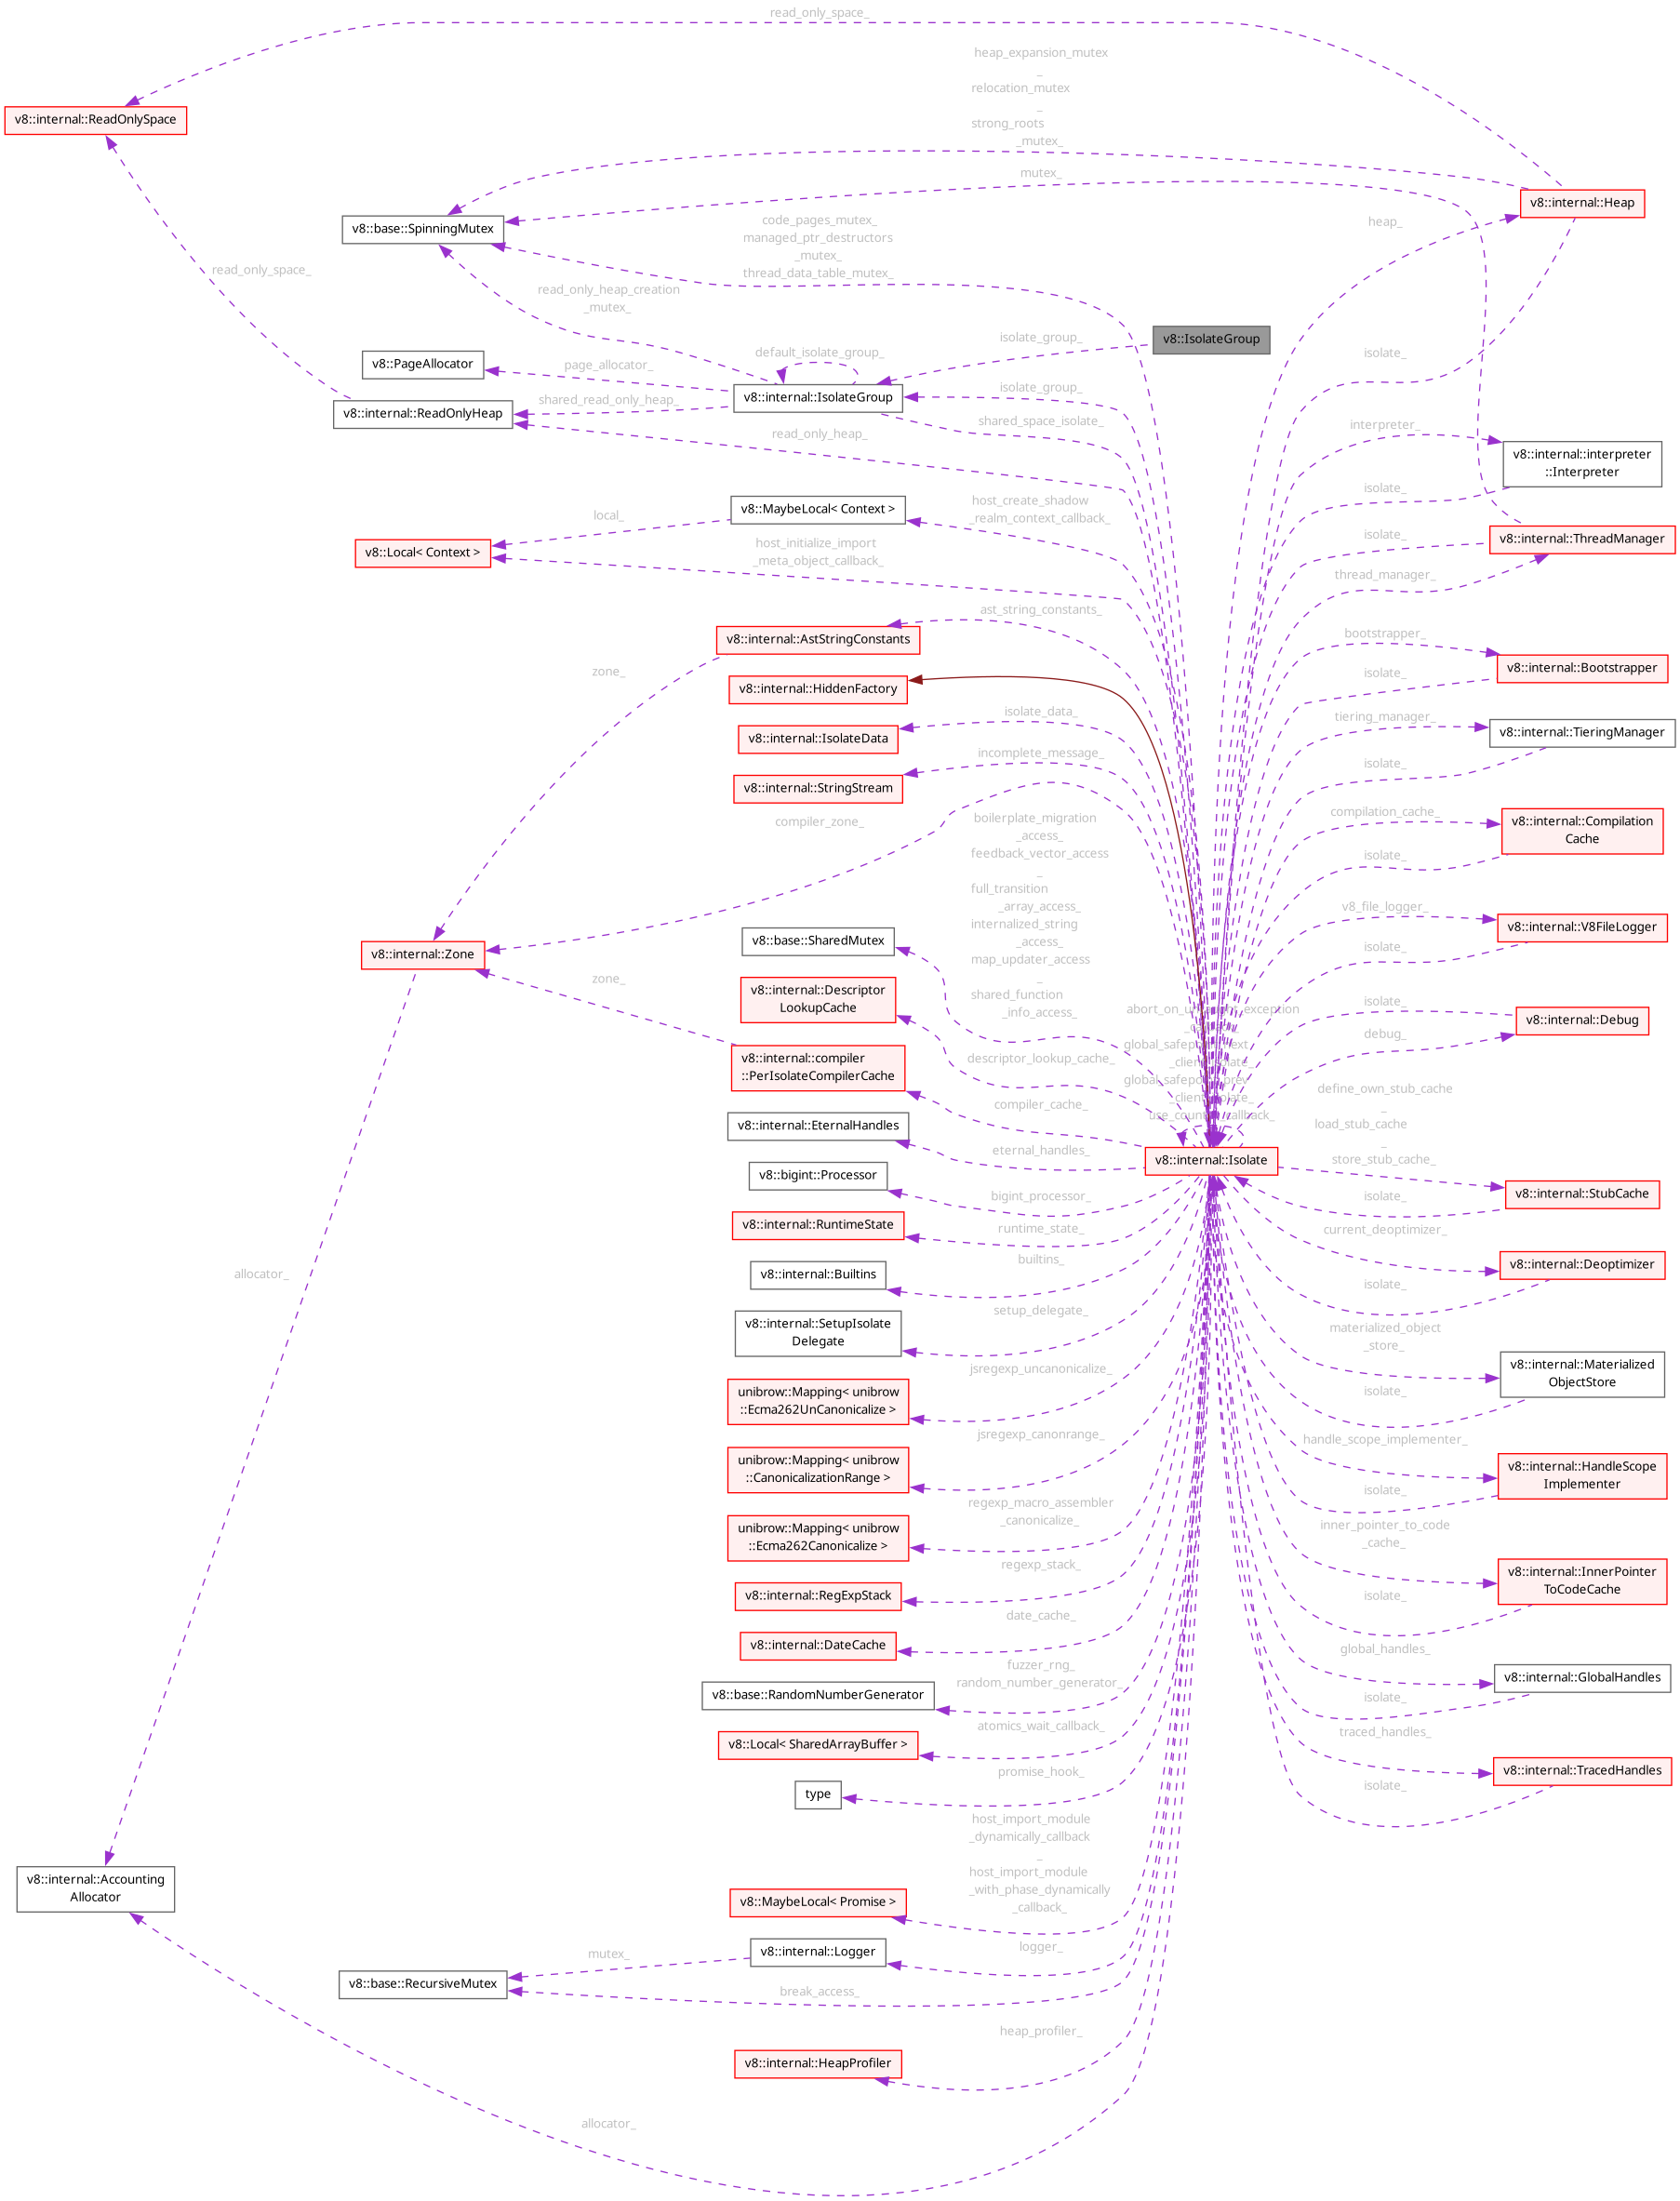 read_only_space_
heap_expansion_mutex
_
relocation_mutex
_
strong_roots
_mutex_
v8::internal::ReadOnlySpace
mutex_
v8::internal::Heap
v8::base::SpinningMutex
code_pages_mutex_
managed_ptr_destructors
_mutex_
thread_data_table_mutex_
heap_
read_only_space_
read_only_heap_creation
_mutex_
v8::IsolateGroup
isolate_group_
default_isolate_group_
isolate_
v8::PageAllocator
page_allocator_
v8::internal::IsolateGroup
isolate_group_
v8::internal::ReadOnlyHeap
shared_read_only_heap_
shared_space_isolate_
read_only_heap_
interpreter_
v8::internal::interpreter
::Interpreter
isolate_
v8::MaybeLocal< Context >
host_create_shadow
_realm_context_callback_
local_
v8::Local< Context >
host_initialize_import
_meta_object_callback_
isolate_
v8::internal::ThreadManager
thread_manager_
ast_string_constants_
v8::internal::AstStringConstants
bootstrapper_
v8::internal::Bootstrapper
zone_
isolate_
v8::internal::HiddenFactory
isolate_data_
v8::internal::IsolateData
tiering_manager_
v8::internal::TieringManager
incomplete_message_
v8::internal::StringStream
isolate_
compiler_zone_
boilerplate_migration
_access_
feedback_vector_access
_
full_transition
_array_access_
internalized_string
_access_
map_updater_access
_
shared_function
_info_access_
compilation_cache_
v8::internal::Compilation
Cache
isolate_
v8_file_logger_
v8::internal::V8FileLogger
isolate_
v8::internal::Zone
v8::base::SharedMutex
zone_
v8::internal::Descriptor
LookupCache
descriptor_lookup_cache_
isolate_
v8::internal::Debug
debug_
v8::internal::compiler
::PerIsolateCompilerCache
compiler_cache_
define_own_stub_cache
_
load_stub_cache
_
store_stub_cache_
v8::internal::EternalHandles
eternal_handles_
v8::internal::Isolate
v8::bigint::Processor
bigint_processor_
v8::internal::StubCache
isolate_
v8::internal::RuntimeState
runtime_state_
current_deoptimizer_
v8::internal::Deoptimizer
isolate_
allocator_
v8::internal::Builtins
builtins_
v8::internal::SetupIsolate
Delegate
setup_delegate_
materialized_object
_store_
v8::internal::Materialized
ObjectStore
isolate_
unibrow::Mapping< unibrow
::Ecma262UnCanonicalize >
jsregexp_uncanonicalize_
unibrow::Mapping< unibrow
::CanonicalizationRange >
jsregexp_canonrange_
handle_scope_implementer_
v8::internal::HandleScope
Implementer
isolate_
unibrow::Mapping< unibrow
::Ecma262Canonicalize >
regexp_macro_assembler
_canonicalize_
inner_pointer_to_code
_cache_
v8::internal::InnerPointer
ToCodeCache
isolate_
v8::internal::RegExpStack
regexp_stack_
v8::internal::DateCache
date_cache_
global_handles_
v8::internal::GlobalHandles
isolate_
v8::base::RandomNumberGenerator
fuzzer_rng_
random_number_generator_
v8::Local< SharedArrayBuffer >
atomics_wait_callback_
traced_handles_
v8::internal::TracedHandles
isolate_
type
promise_hook_
v8::internal::Accounting
Allocator
host_import_module
_dynamically_callback
_
host_import_module
_with_phase_dynamically
_callback_
v8::MaybeLocal< Promise >
v8::internal::Logger
logger_
mutex_
v8::base::RecursiveMutex
break_access_
v8::internal::HeapProfiler
heap_profiler_
allocator_